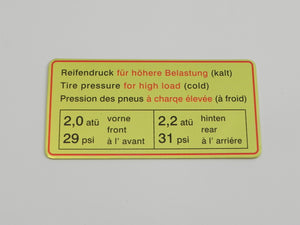 Reifendruck für höhere Belastung (kalt)
Tire pressure for high load (cold)
Pression des pneus à charge élevée (à froid)
2,0 atü vorne
front
29 psi à l' avant
2,2 atü hinten
rear
31 psi à l' arrière